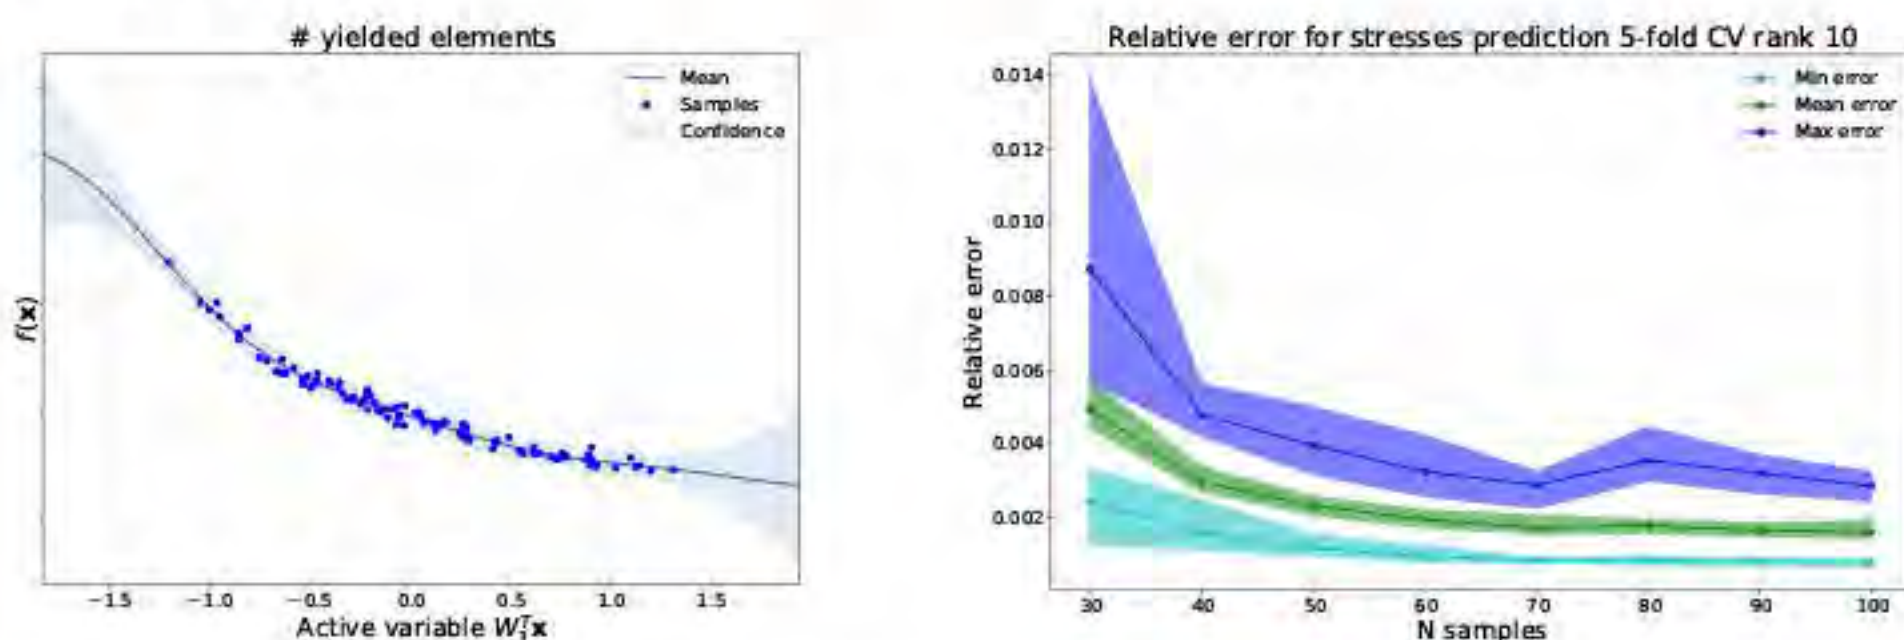 # yielded elements
Mean
Samples
Confidence
f(x)
−1.5 −1.0 −0.5 0.0 0.5 1.0 1.5
Active variable W₁ᵀx
Relative error for stresses prediction 5-fold CV rank 10
Min error
Mean error
Max error
0.014
0.012
0.010
0.008
0.006
0.004
0.002
Relative error
30 40 50 60 70 80 90 100
N samples